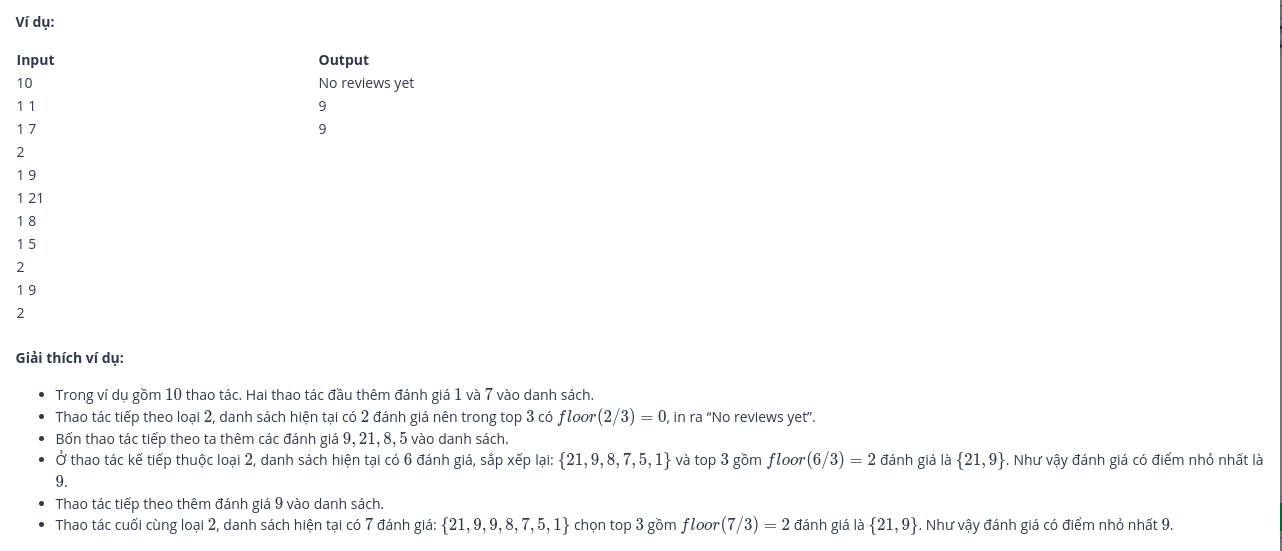 Ví dụ:
Input Output
10 No reviews yet
1 1 9
1 7 9
2
1 9
1 21
1 8
1 5
2
1 9
2
Giải thích ví dụ:
• Trong ví dụ gồm 10 thao tác. Hai thao tác đầu thêm đánh giá 1 và 7 vào danh sách.
• Thao tác tiếp theo loại 2, danh sách hiện tại có 2 đánh giá nên trong top 3 có floor(2/3) = 0, in ra “No reviews yet”.
• Bốn thao tác tiếp theo ta thêm các đánh giá 9, 21, 8, 5 vào danh sách.
• Ở thao tác kế tiếp thuộc loại 2, danh sách hiện tại có 6 đánh giá, sắp xếp lại: {21, 9, 8, 7, 5, 1} và top 3 gồm floor(6/3) = 2 đánh giá là {21, 9}. Như vậy đánh giá có điểm nhỏ nhất là
9.
• Thao tác tiếp theo thêm đánh giá 9 vào danh sách.
• Thao tác cuối cùng loại 2, danh sách hiện tại có 7 đánh giá: {21, 9, 9, 8, 7, 5, 1} chọn top 3 gồm floor(7/3) = 2 đánh giá là {21, 9}. Như vậy đánh giá có điểm nhỏ nhất 9.